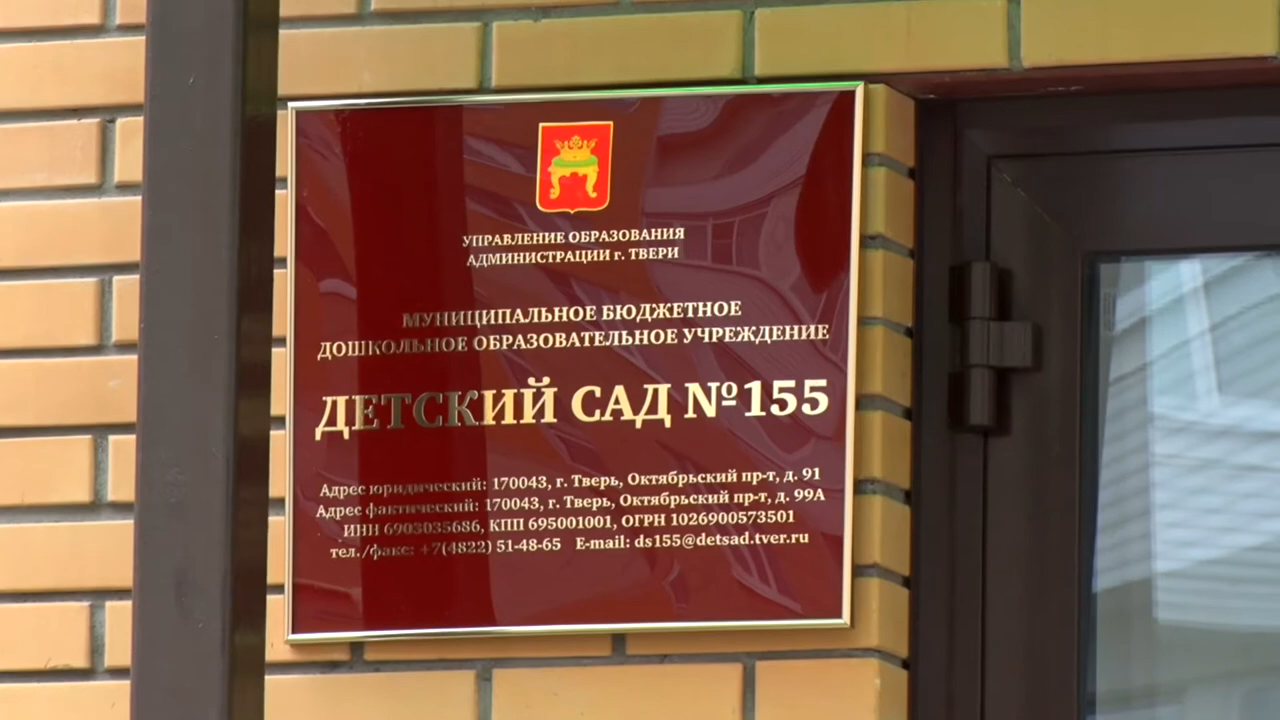 УПРАВЛЕНИЕ ОБРАЗОВАНИЯ
АДМИНИСТРАЦИИ г. ТВЕРИ
МУНИЦИПАЛЬНОЕ БЮДЖЕТНОЕ
ДОШКОЛЬНОЕ ОБРАЗОВАТЕЛЬНОЕ УЧРЕЖДЕНИЕ
ДЕТСКИЙ САД №155
Адрес юридический: 170043, г. Тверь, Октябрьский пр-т, д. 91
Адрес фактический: 170043, г. Тверь, Октябрьский пр-т, д. 99А
ИНН 6903035686, КПП 695001001, ОГРН 1026900573501
тел./факс: +7(4822) 51-48-65 E-mail: ds155@detsad.tver.ru